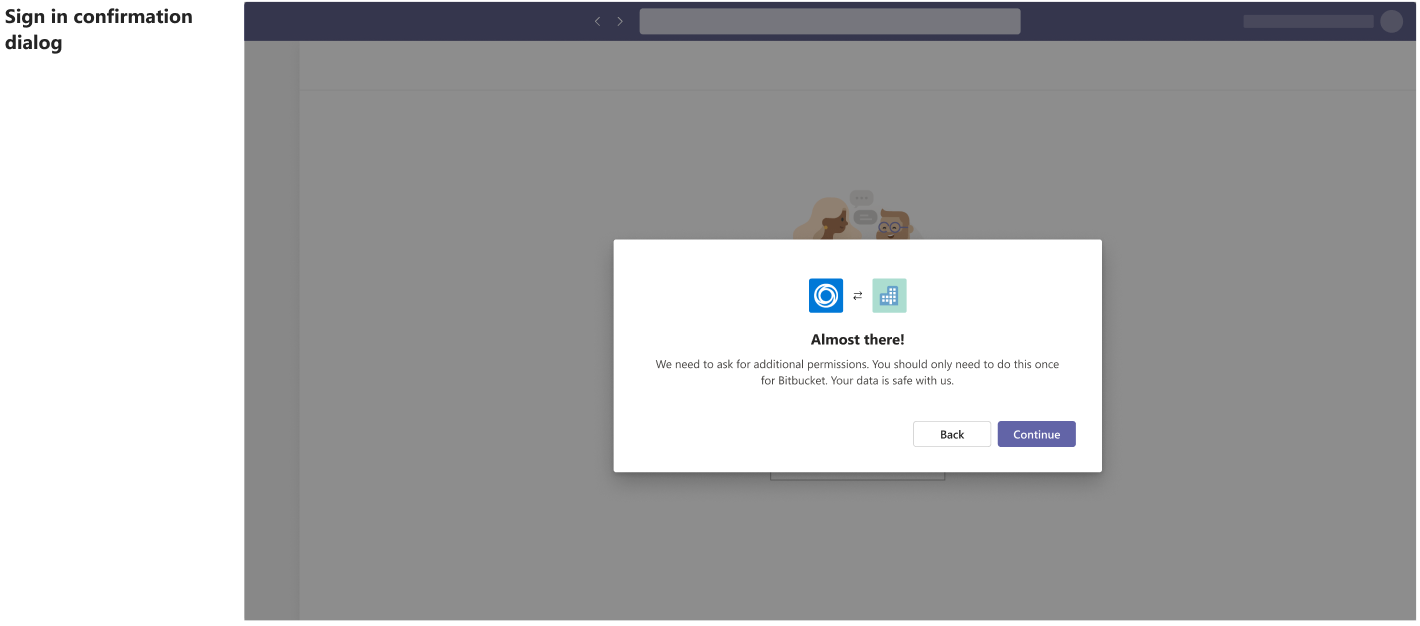 Sign in confirmation
dialog
Almost there!
We need to ask for additional permissions. You should only need to do this once
for Bitbucket. Your data is safe with us.
Back
Continue